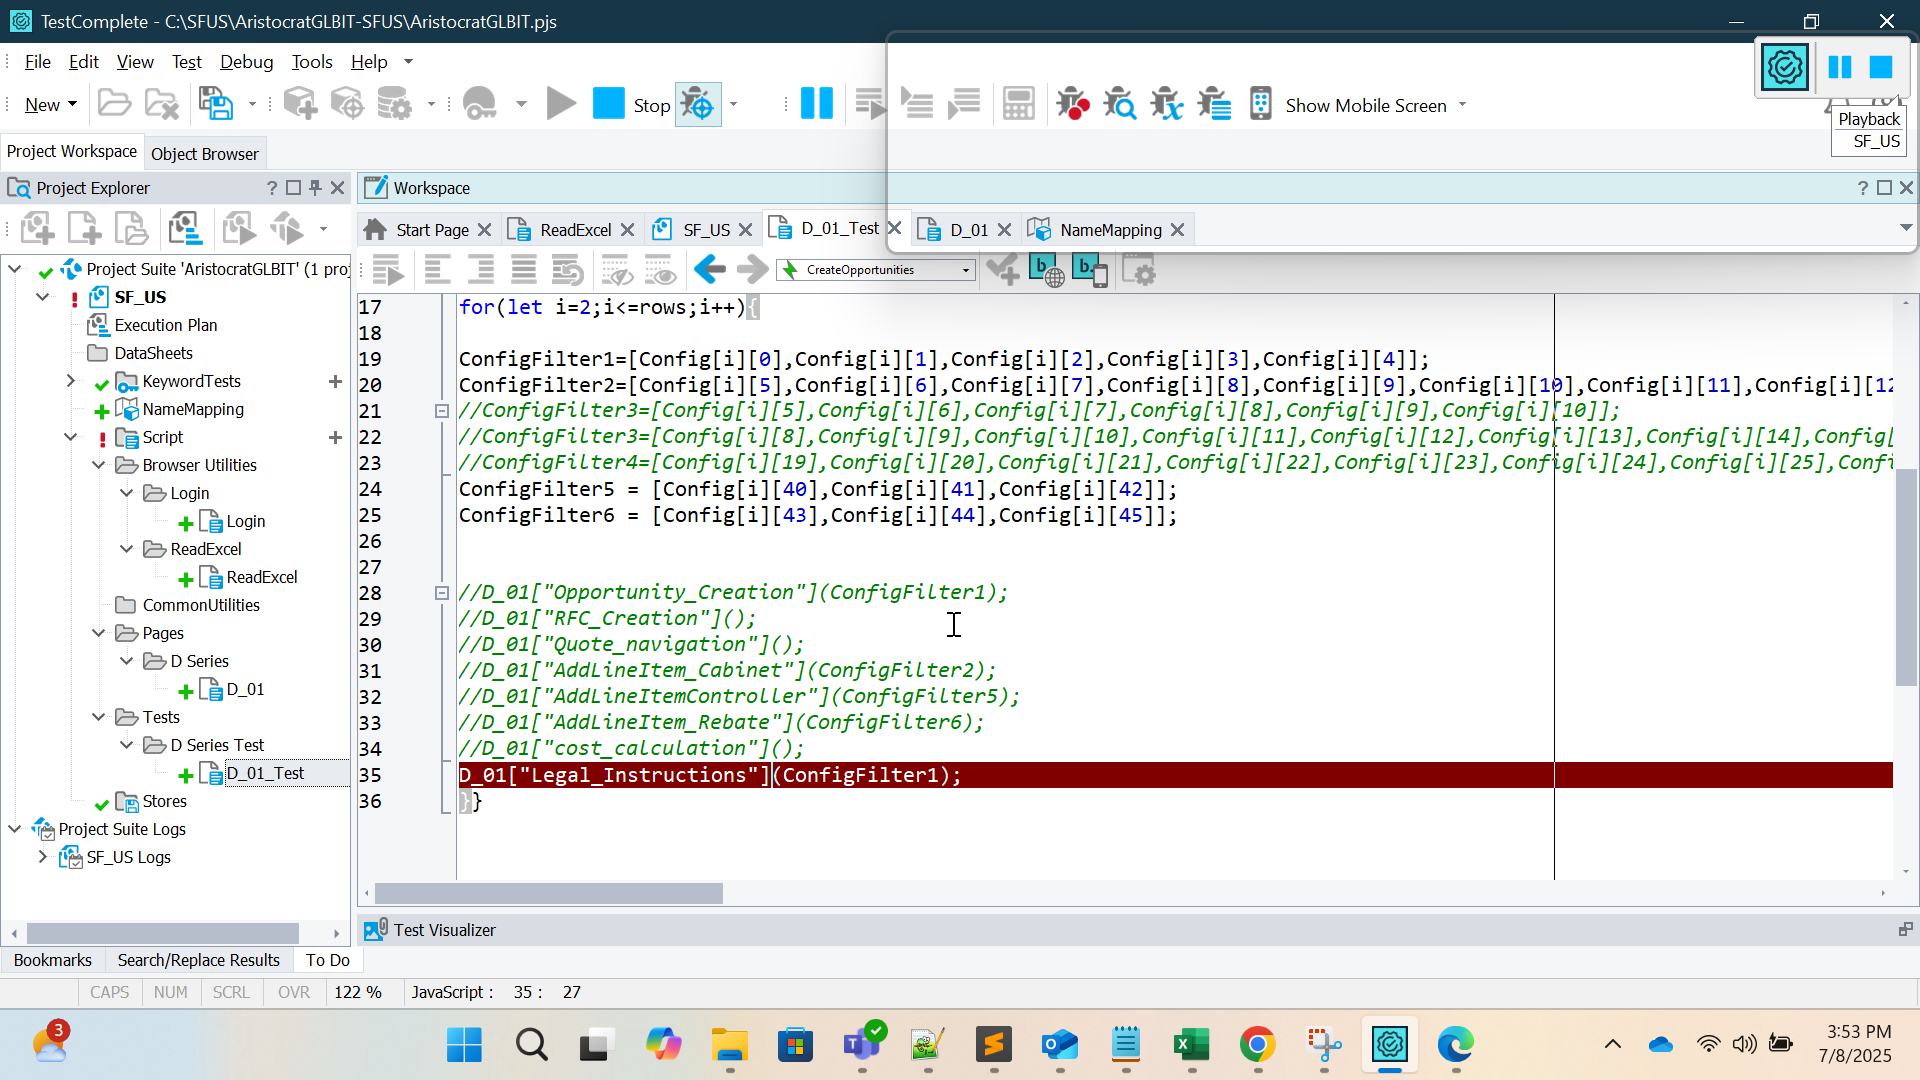 TestComplete - C:\SFUS\AristocratGLBIT-SFUS\AristocratGLBIT.pjs
File Edit View Test Debug Tools Help
New
Stop
Show Mobile Screen
Playback
SF_US
Project Workspace
Object Browser
Project Explorer
?
Workspace
?
Start Page
ReadExcel
SF_US
D_01_Test
D_01
NameMapping
CreateOpportunities
Project Suite 'AristocratGLBIT' (1 proj
SF_US
Execution Plan
DataSheets
KeywordTests
NameMapping
Script
Browser Utilities
Login
Login
ReadExcel
ReadExcel
CommonUtilities
Pages
D Series
D_01
Tests
D Series Test
D_01_Test
Stores
Project Suite Logs
SF_US Logs
17 for(let i=2;i<=rows;i++){
18
19 ConfigFilter1=[Config[i][0],Config[i][1],Config[i][2],Config[i][3],Config[i][4]];
20 ConfigFilter2=[Config[i][5],Config[i][6],Config[i][7],Config[i][8],Config[i][9],Config[i][10],Config[i][11],Config[i][12
21 //ConfigFilter3=[Config[i][5],Config[i][6],Config[i][7],Config[i][8],Config[i][9],Config[i][10]];
22 //ConfigFilter3=[Config[i][8],Config[i][9],Config[i][10],Config[i][11],Config[i][12],Config[i][13],Config[i][14],Config[
23 //ConfigFilter4=[Config[i][19],Config[i][20],Config[i][21],Config[i][22],Config[i][23],Config[i][24],Config[i][25],Confi
24 ConfigFilter5 = [Config[i][40],Config[i][41],Config[i][42]];
25 ConfigFilter6 = [Config[i][43],Config[i][44],Config[i][45]];
26
27
28 //D_01["Opportunity_Creation"](ConfigFilter1);
29 //D_01["RFC_Creation"]();
30 //D_01["Quote_navigation"]();
31 //D_01["AddLineItem_Cabinet"](ConfigFilter2);
32 //D_01["AddLineItemController"](ConfigFilter5);
33 //D_01["AddLineItem_Rebate"](ConfigFilter6);
34 //D_01["cost_calculation"]();
35 D_01["Legal_Instructions"](ConfigFilter1);
36 }}
Test Visualizer
Bookmarks
Search/Replace Results
To Do
CAPS NUM SCRL OVR 122 % JavaScript : 35 : 27
3
3:53 PM
7/8/2025